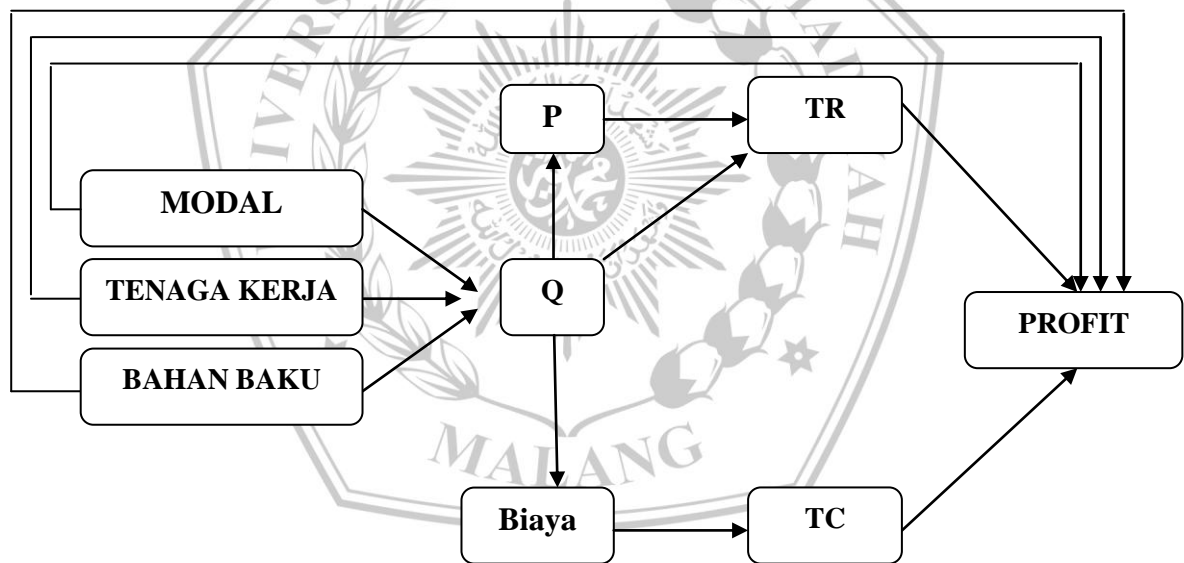 P
TR
MODAL
TENAGA KERJA
Q
PROFIT
BAHAN BAKU
MALANG
Biaya
TC